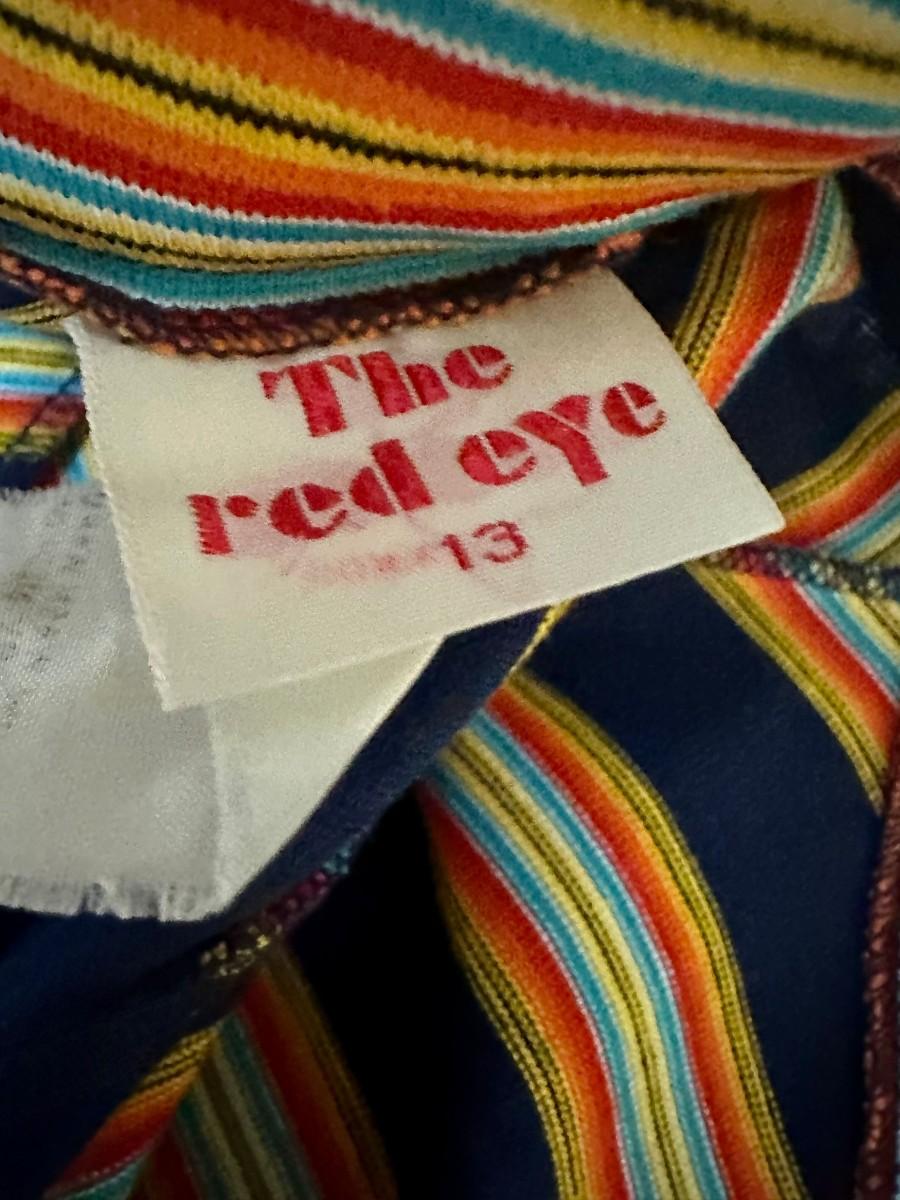 The
red eye
13